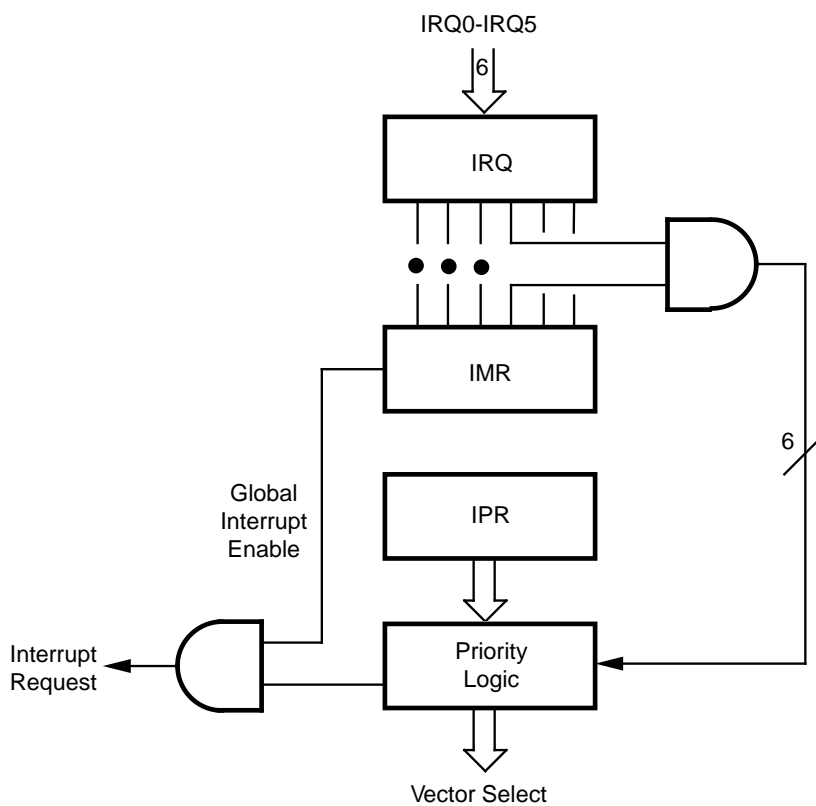 IRQ0-IRQ5
6
IRQ
IMR
6
Global
Interrupt
Enable
IPR
Interrupt
Request
Priority
Logic
Vector Select